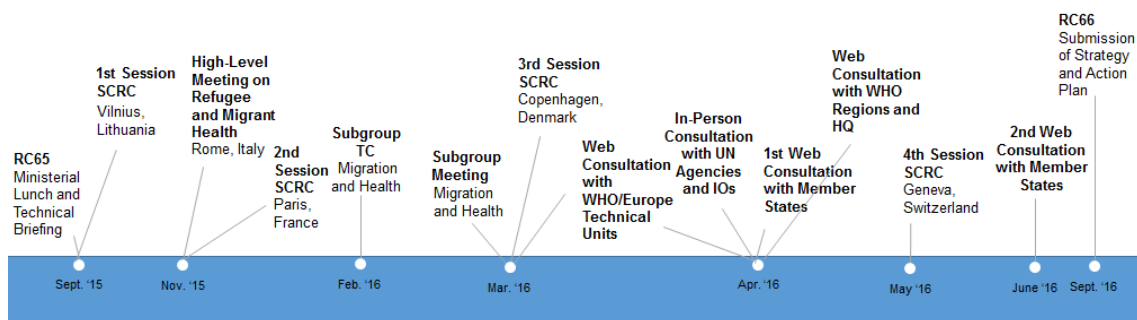 RC65
Ministerial
Lunch and
Technical
Briefing
1st Session
SCRC
Vilnius,
Lithuania
High-Level
Meeting on
Refugee
and Migrant
Health
Rome, Italy
2nd
Session
SCRC
Paris,
France
Subgroup
TC
Migration
and Health
Subgroup
Meeting
Migration
and Health
3rd Session
SCRC
Copenhagen,
Denmark
Web
Consultation
with
WHO/Europe
Technical
Units
In-Person
Consultation
with UN
Agencies
and IOs
1st Web
Consultation
with Member
States
Web
Consultation
with WHO
Regions and
HQ
4th Session
SCRC
Geneva,
Switzerland
2nd Web
Consultation
with Member
States
RC66
Submission
of Strategy
and Action
Plan
Sept. ‘15
Nov. ‘15
Feb. ‘16
Mar. ‘16
Apr. ‘16
May ‘16
June ‘16
Sept. ‘16